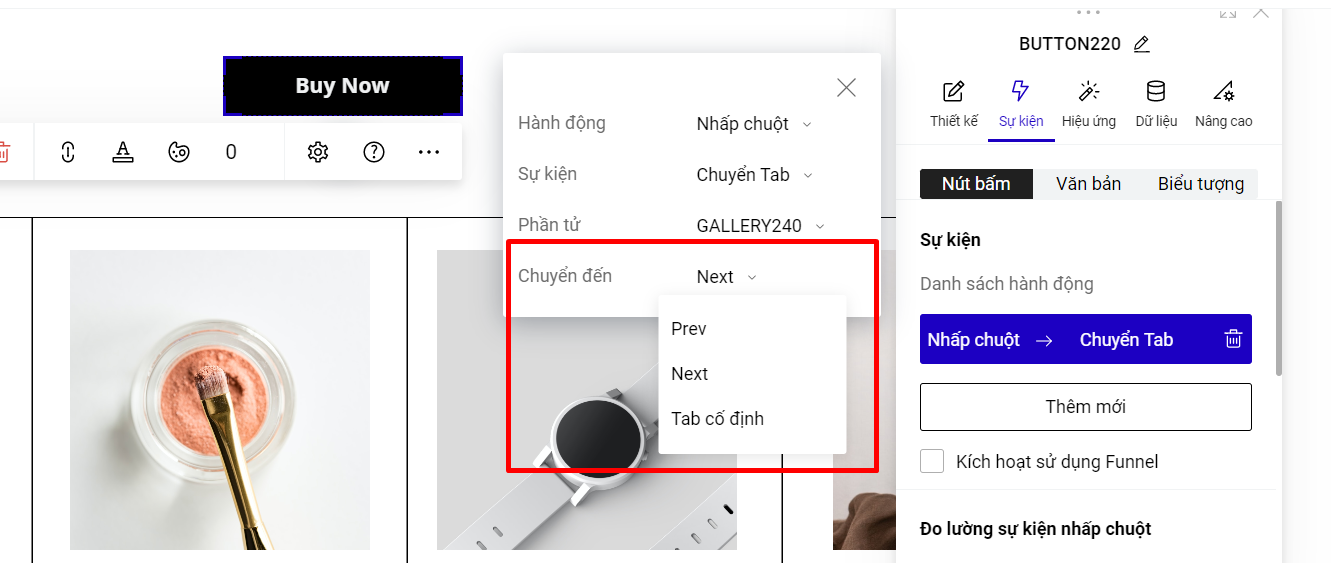 Buy Now
0
Hành động
Nhấp chuột
Sự kiện
Chuyển Tab
Phần tử
GALLERY240
Chuyển đến
Next
Prev
Next
Tab cố định
BUTTON220
Thiết kế
Sự kiện
Hiệu ứng
Dữ liệu
Nâng cao
Nút bấm
Văn bản
Biểu tượng
Sự kiện
Danh sách hành động
Nhấp chuột → Chuyển Tab
Thêm mới
Kích hoạt sử dụng Funnel
Đo lường sự kiện nhấp chuột